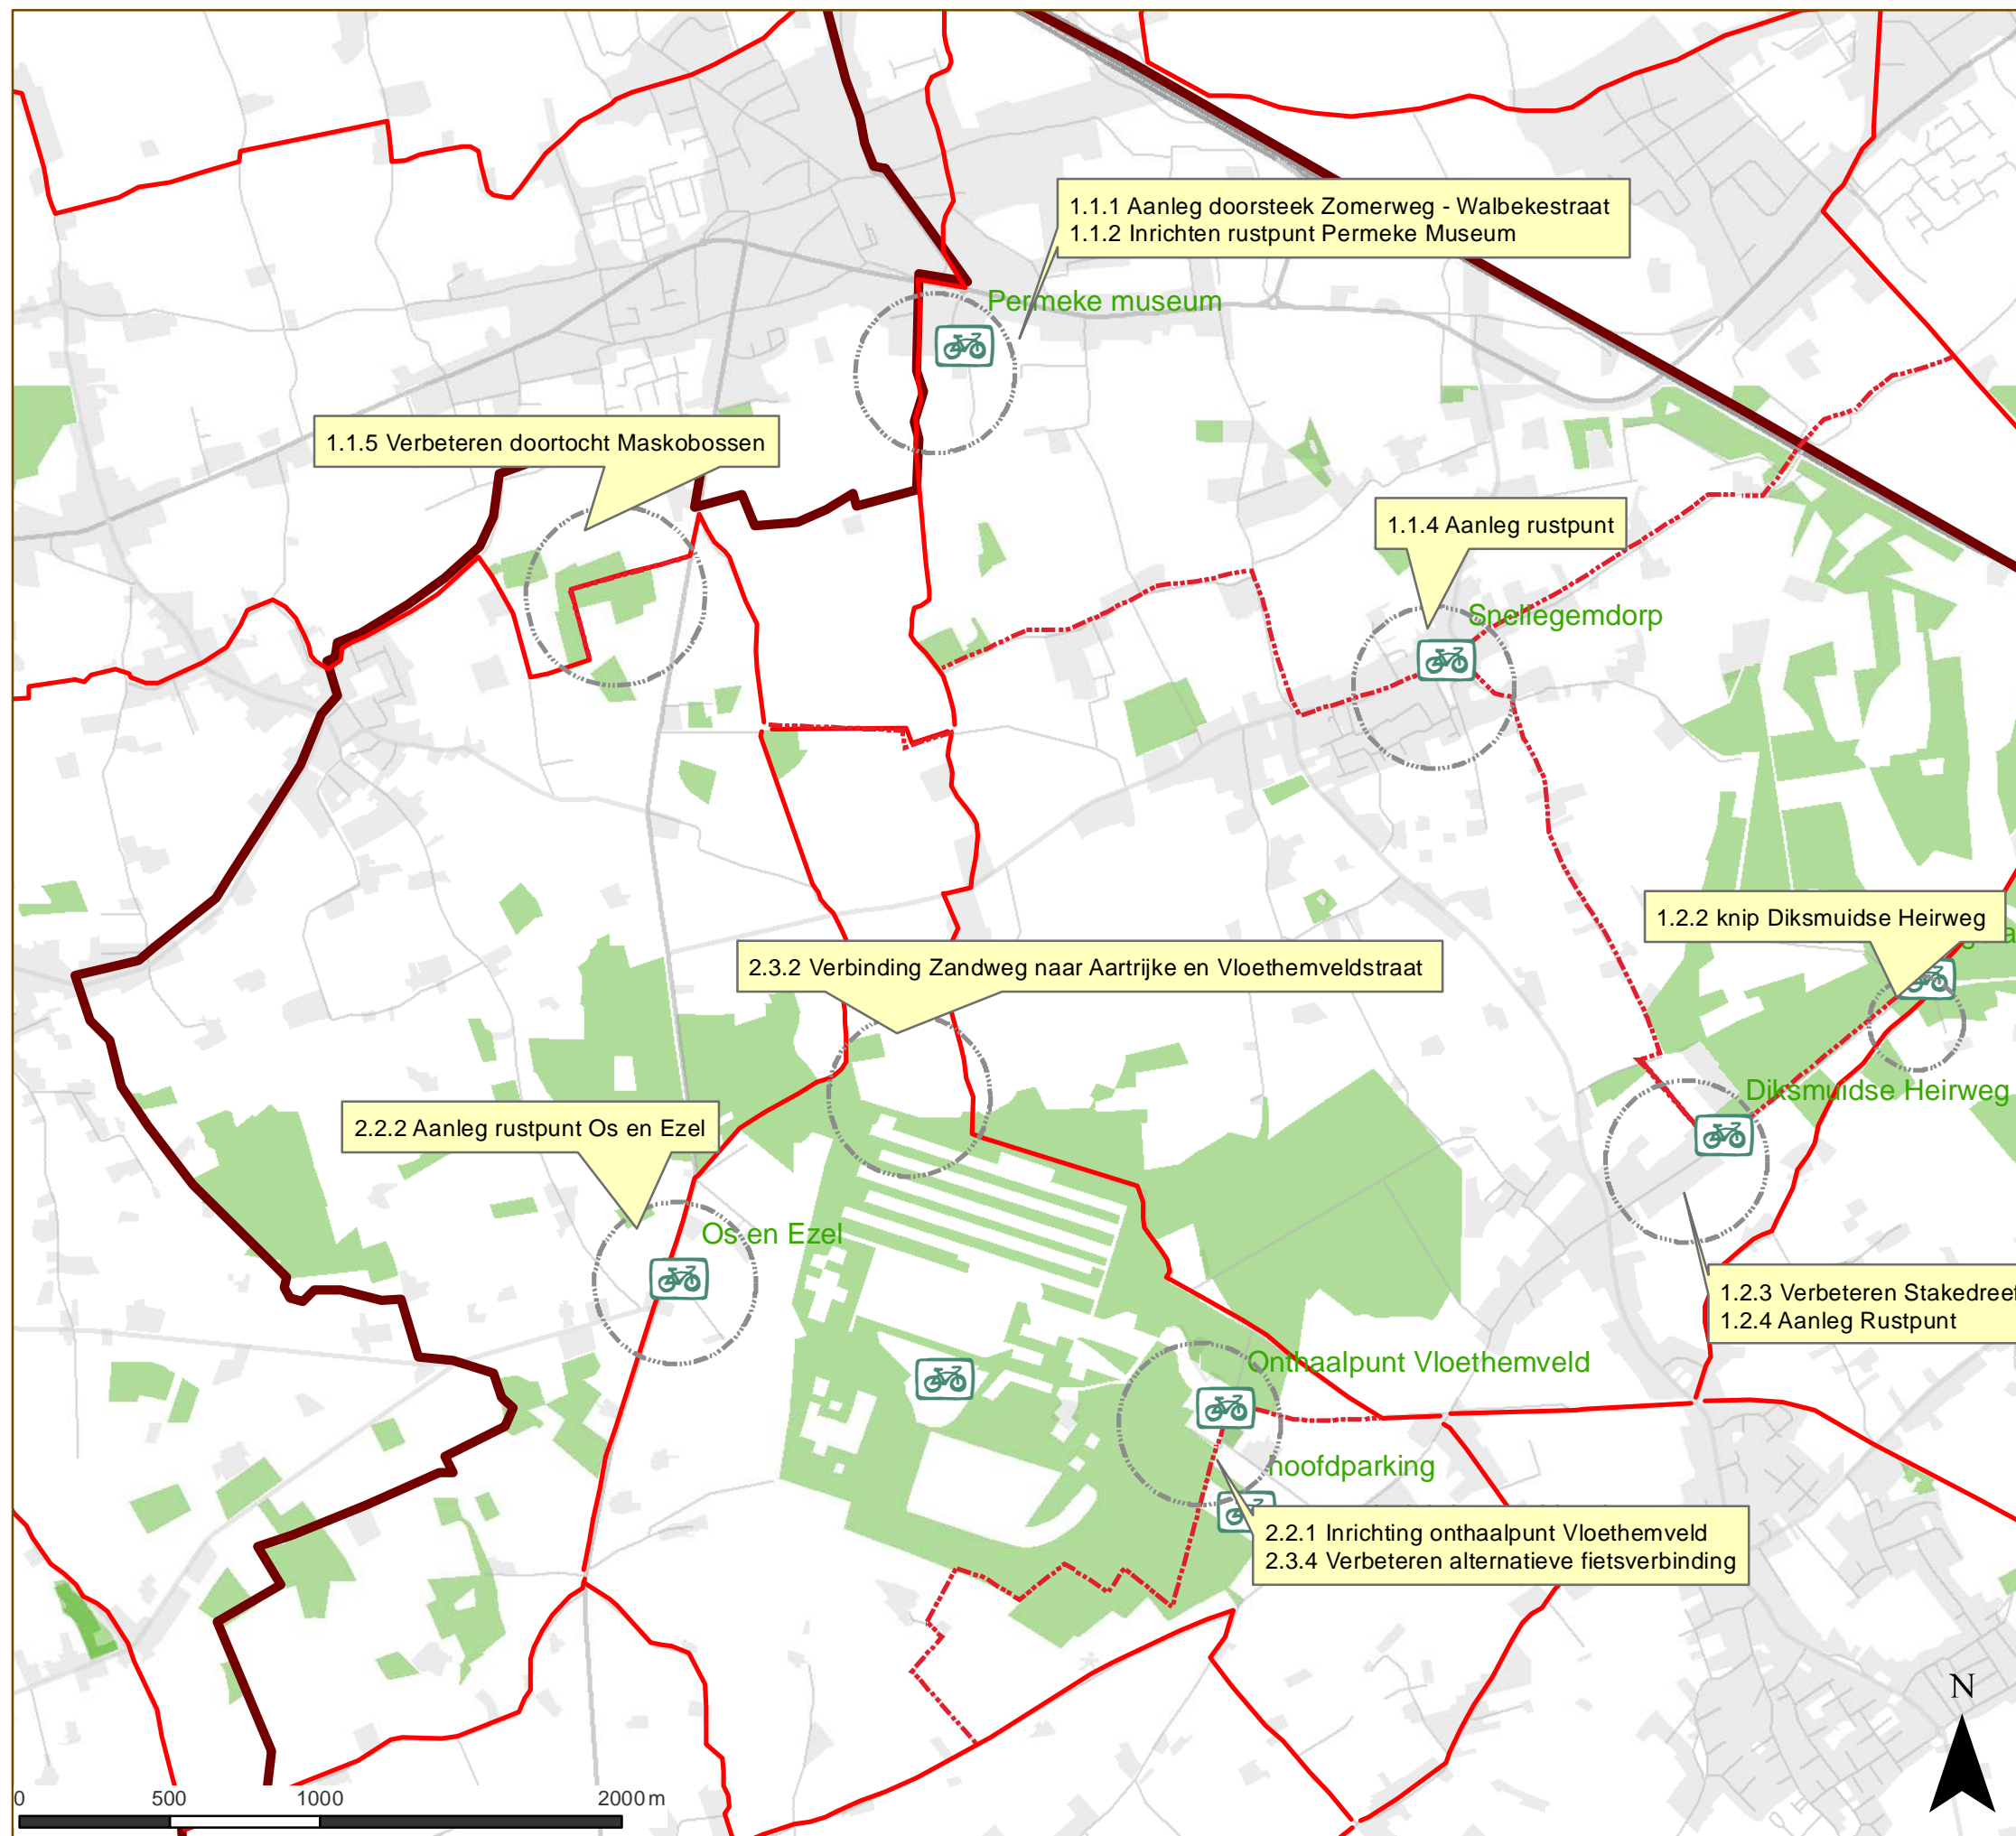 1.1.1 Aanleg doorsteek Zomerweg - Walbekestraat
1.1.2 Inrichten rustpunt Permeke Museum
Permeke museum
1.1.5 Verbeteren doortocht Maskobossen
1.1.4 Aanleg rustpunt
Snellegemdorp
1.2.2 knip Diksmuidse Heirweg
2.3.2 Verbinding Zandweg naar Aartrijke en Vloethemveldstraat
Diksmuidse Heirweg
2.2.2 Aanleg rustpunt Os en Ezel
Os en Ezel
1.2.3 Verbeteren Stakedreef
1.2.4 Aanleg Rustpunt
Onthaalpunt Vloethemveld
hoofdparking
2.2.1 Inrichting onthaalpunt Vloethemveld
2.3.4 Verbeteren alternatieve fietsverbinding
N
0 500 1000 2000 m